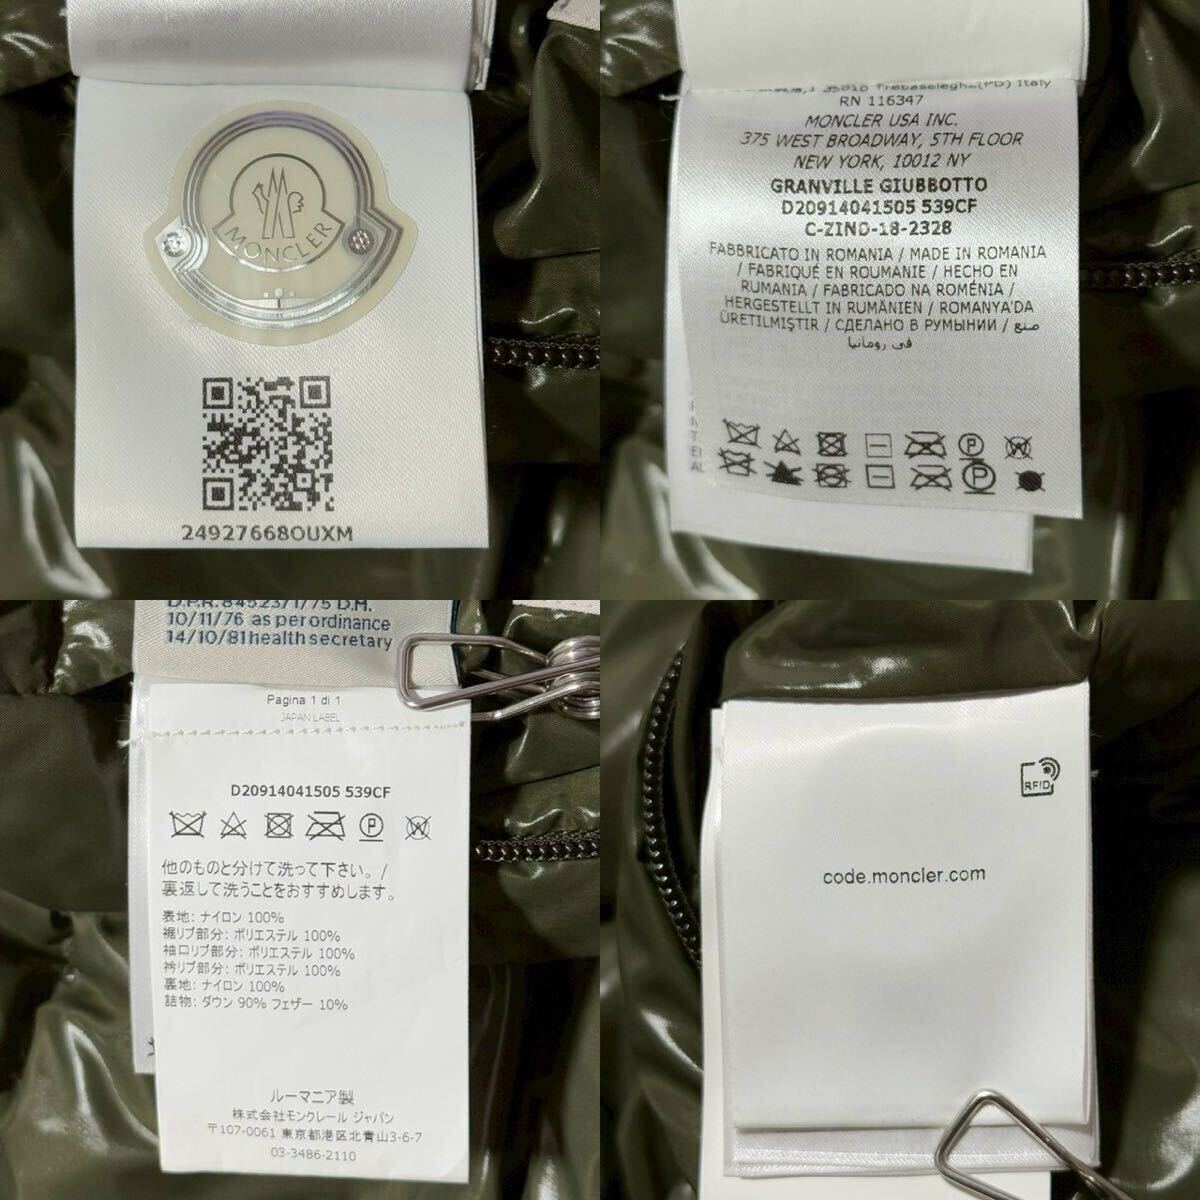 MONCLER
24927668OUXM
35010 Trebaseleghe(PD) Italy
RN 116347
MONCLER USA INC.
375 WEST BROADWAY, 5TH FLOOR
NEW YORK, 10012 NY
GRANVILLE GIUBBOTTO
D20914041505 539CF
C-ZIND-18-2328
FABBRICATO IN ROMANIA / MADE IN ROMANIA
/ FABRIQUÉ EN ROUMANIE / HECHO EN
RUMANIA / FABRICADO NA ROMÉNIA /
HERGESTELLT IN RUMÄNIEN / ROMANYA'DA
ÜRETILMIŞTIR / СДЕЛАНО В РУМЫНИИ / صنع
في رومانيا
D.P.R. 84523/1/75 D.M.
10/11/76 as per ordinance
14/10/81 health secretary
Pagina 1 di 1
JAPAN LABEL
D20914041505 539CF
他のものと分けて洗って下さい。/
裏返して洗うことをおすすめします。
表地: ナイロン 100%
裾リブ部分: ポリエステル 100%
袖口リブ部分: ポリエステル 100%
衿リブ部分: ポリエステル 100%
裏地: ナイロン 100%
詰物: ダウン 90% フェザー 10%
ルーマニア製
株式会社モンクレール ジャパン
〒107-0061 東京都港区北青山3-6-7
03-3486-2110
RFID
code.moncler.com